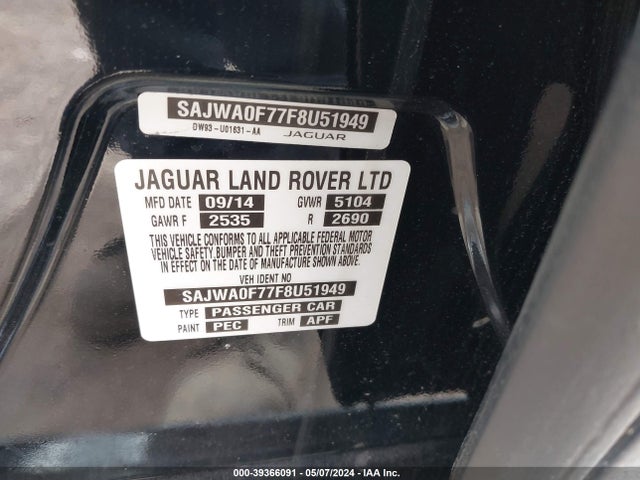 SAJWA0F77F8U51949
DW93-U01631-AA JAGUAR
JAGUAR LAND ROVER LTD
MFD DATE 09/14 GVWR 5104
GAWR F 2535 R 2690
THIS VEHICLE CONFORMS TO ALL APPLICABLE FEDERAL MOTOR
VEHICLE SAFETY,BUMPER AND THEFT PREVENTION STANDARDS
IN EFFECT ON THE DATE OF MANUFACTURE SHOWN ABOVE.
VEH IDENT NO
SAJWA0F77F8U51949
TYPE PASSENGER CAR
PAINT PEC TRIM APF
000-39366091 - 05/07/2024 - IAA Inc.